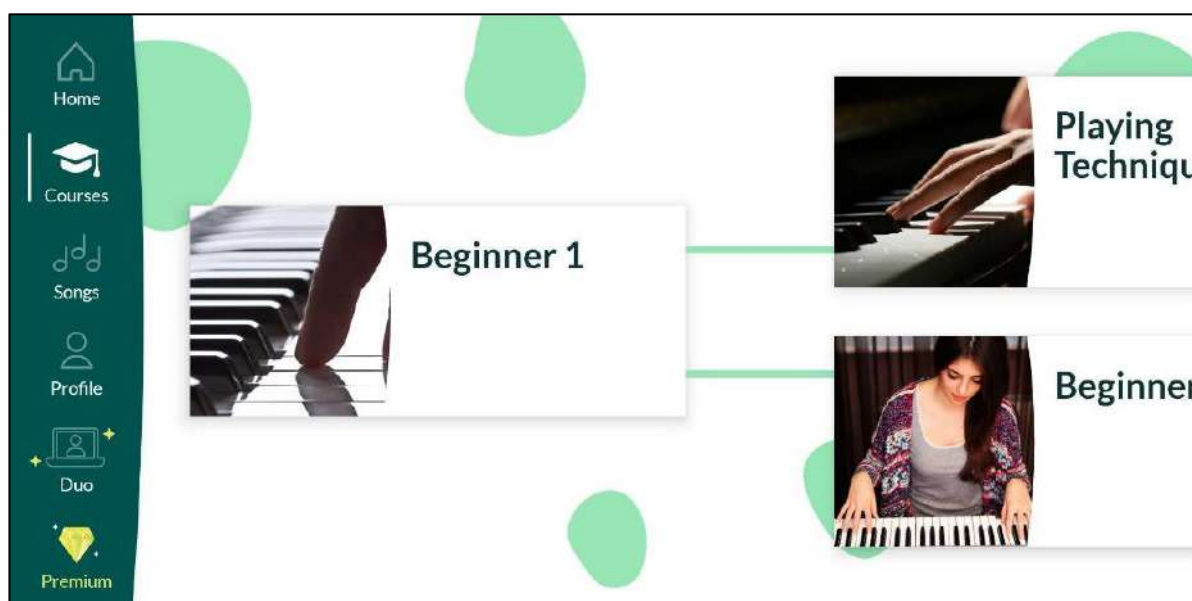 Home
Courses
Songs
Profile
Duo
Premium
Beginner 1
Playing
Techniqu
Beginner